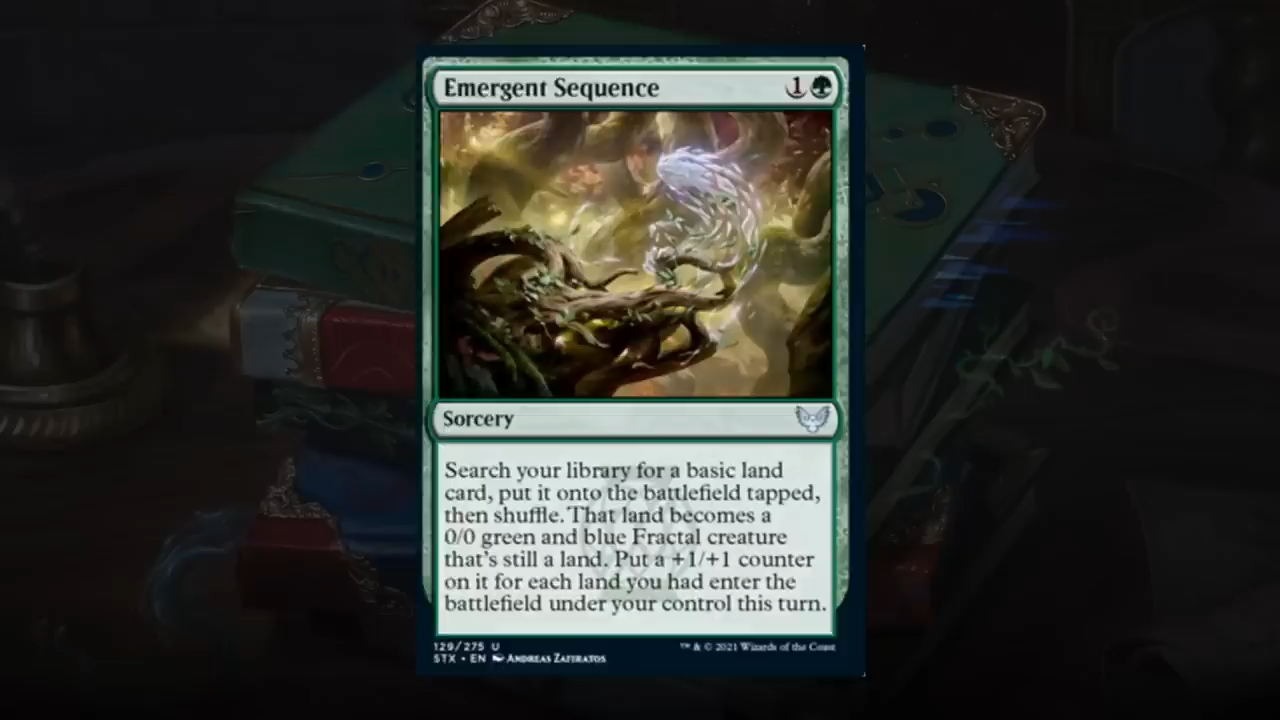 Emergent Sequence 1
Sorcery
Search your library for a basic land
card, put it onto the battlefield tapped,
then shuffle. That land becomes a
0/0 green and blue Fractal creature
that's still a land. Put a +1/+1 counter
on it for each land you had enter the
battlefield under your control this turn.
129/275 U
STX • EN Andreas Zafiratos
™ & © 2021 Wizards of the Coast